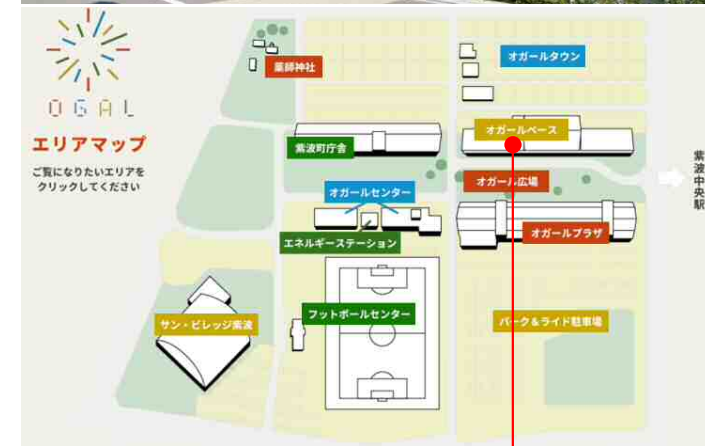 OGAL
エリアマップ
ご覧になりたいエリアを
クリックしてください
薬師神社
オガールタウン
オガールベース
紫波町庁舎
紫波中央駅
オガール広場
オガールセンター
オガールプラザ
エネルギーステーション
フットボールセンター
サン・ビレッジ紫波
パーク&ライド駐車場